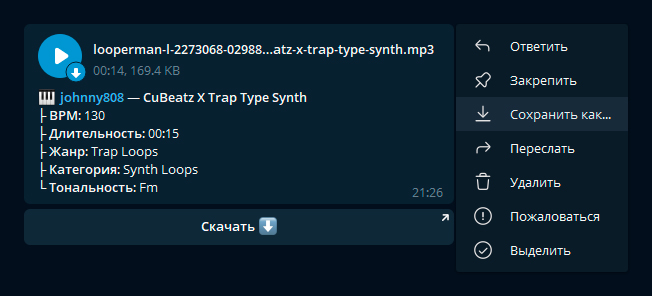 looperman-l-2273068-02988...atz-x-trap-type-synth.mp3
00:14, 169.4 KB
🎹 johnny808 — CuBeatz X Trap Type Synth
├ BPM: 130
├ Длительность: 00:15
├ Жанр: Trap Loops
├ Категория: Synth Loops
└ Тональность: Fm
21:26
Скачать ⬇️
Ответить
Закрепить
Сохранить как...
Переслать
Удалить
Пожаловаться
Выделить